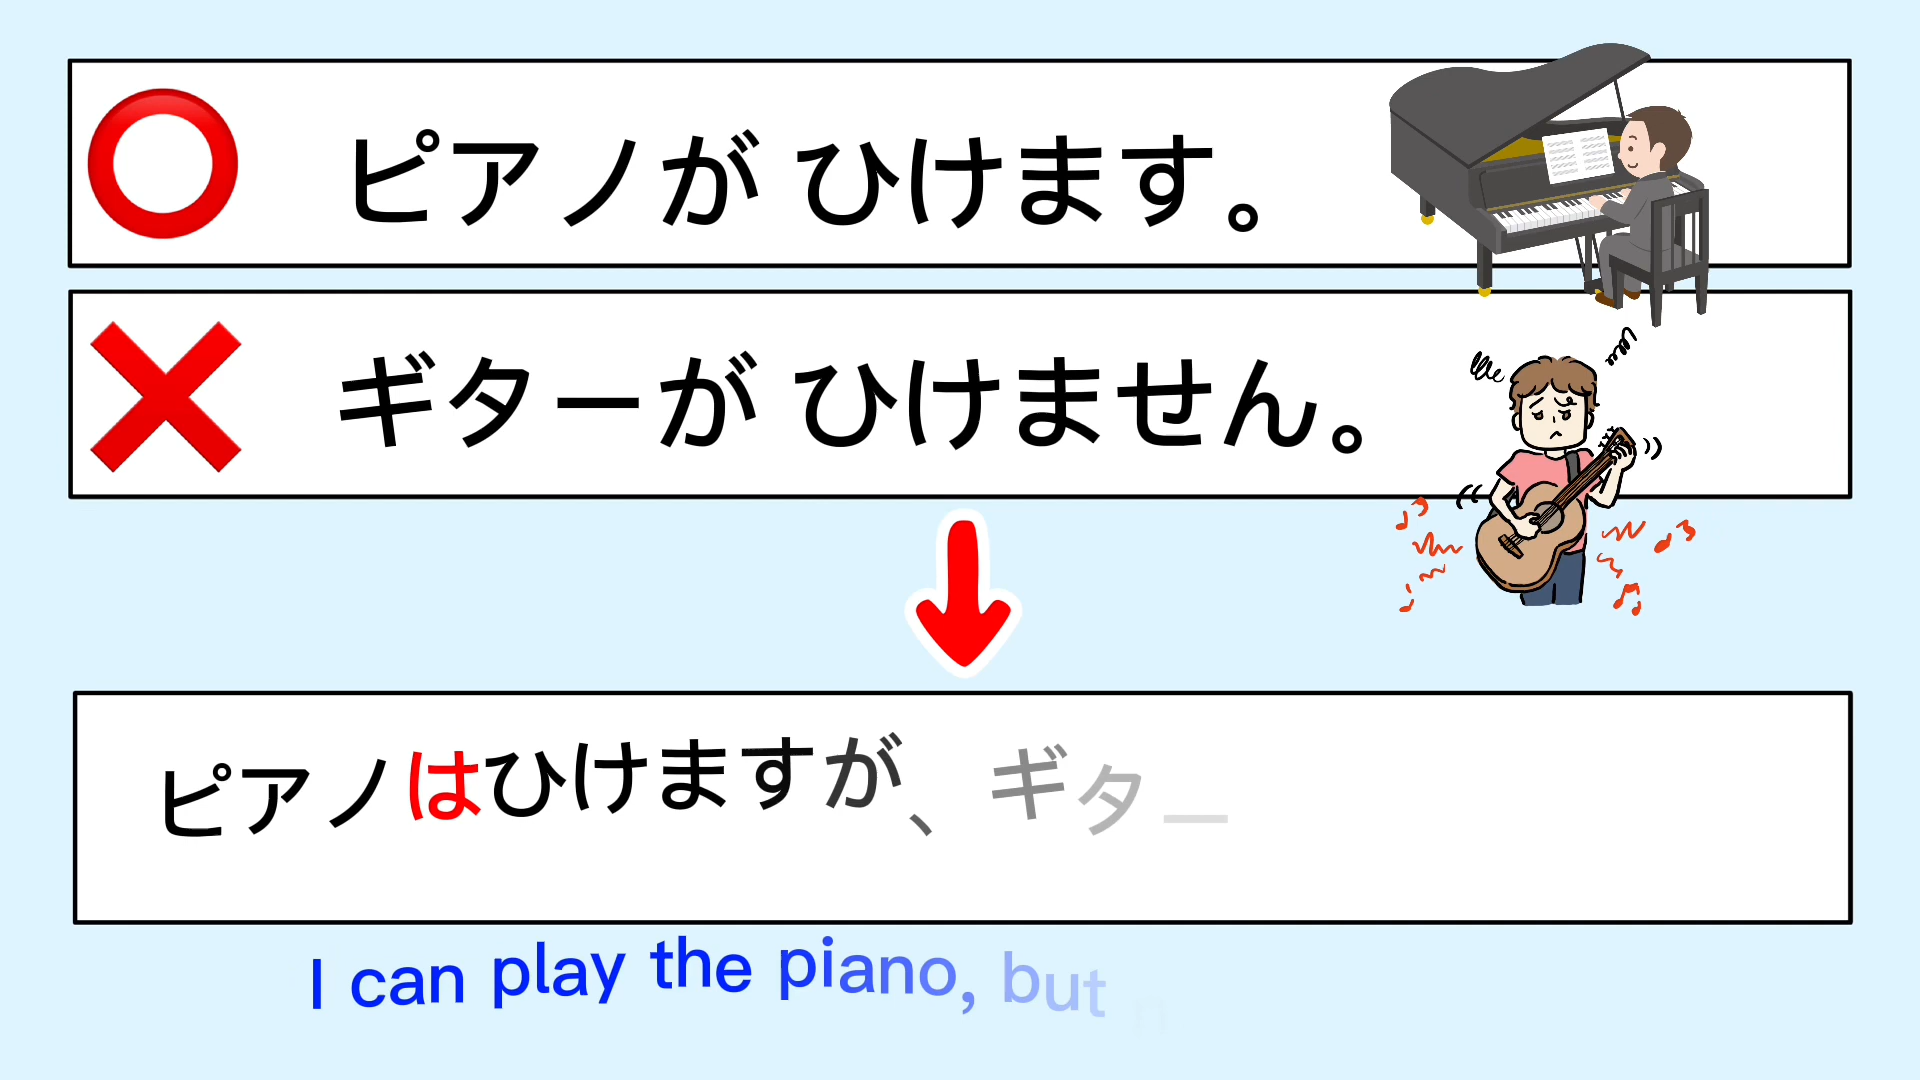 ピアノが ひけます。
ギターが ひけません。
ピアノはひけますが、ギター
I can play the piano, but